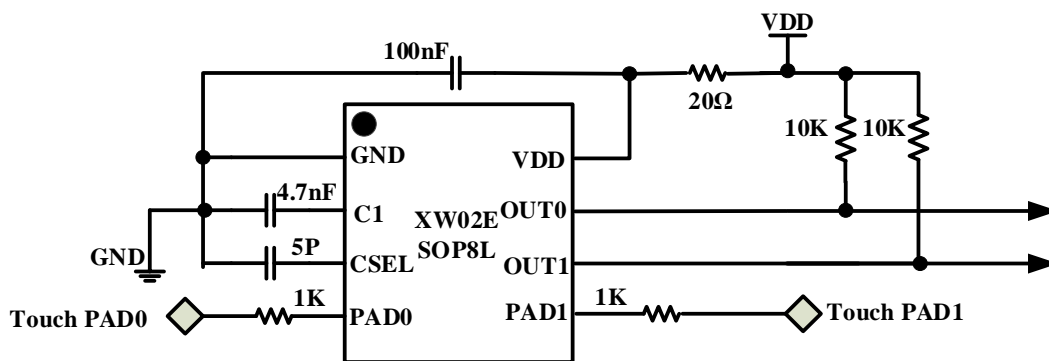 VDD
100nF
20Ω
10K
10K
GND
VDD
4.7nF
C1
XW02E
SOP8L
OUT0
GND
5P
CSEL
OUT1
Touch PAD0
1K
PAD0
PAD1
1K
Touch PAD1